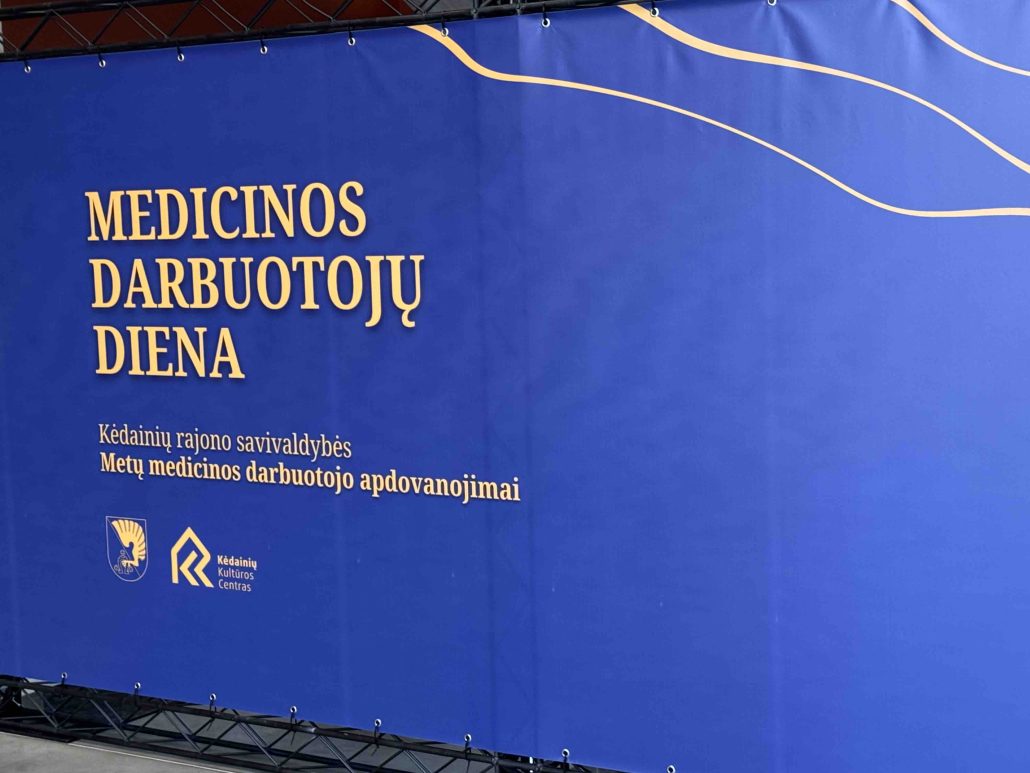 MEDICINOS
DARBUOTOJŲ
DIENA
Kėdainių rajono savivaldybės
Metų medicinos darbuotojo apdovanojimai
Kėdainių
Kultūros
Centras